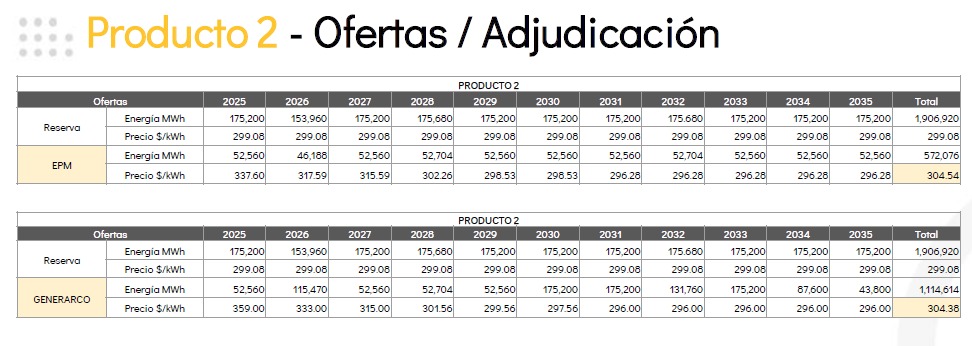 Producto 2 - Ofertas / Adjudicación
PRODUCTO 2
Ofertas 2025 2026 2027 2028 2029 2030 2031 2032 2033 2034 2035 Total
Reserva Energía MWh 175,200 153,960 175,200 175,680 175,200 175,200 175,200 175.680 175,200 175,200 175,200 1,906,920
Precio $/kWh 299.08 299.08 299.08 299.08 299.08 299.08 299.08 299.08 299.08 299.08 299.08 299.08
EPM Energía MWh 52,560 46,188 52,560 52,704 52,560 52,560 52,560 52,704 52,560 52,560 52,560 572,076
Precio $/kWh 337.60 317.59 315.59 302.26 298.53 298.53 296.28 296.28 296.28 296.28 296.28 304.54
PRODUCTO 2
Ofertas 2025 2026 2027 2028 2029 2030 2031 2032 2033 2034 2035 Total
Reserva Energía MWh 175,200 153,960 175,200 175,680 175,200 175,200 175,200 175.680 175,200 175,200 175,200 1,906,920
Precio $/kWh 299.08 299.08 299.08 299.08 299.08 299.08 299.08 299.08 299.08 299.08 299.08 299.08
GENERARCO Energía MWh 52,560 115,470 52,560 52,704 52,560 175,200 175,200 131,760 175,200 87,600 43,800 1,114,614
Precio $/kWh 359.00 333.00 315.00 301.56 299.56 297.56 296.00 296.00 296.00 296.00 296.00 304.38